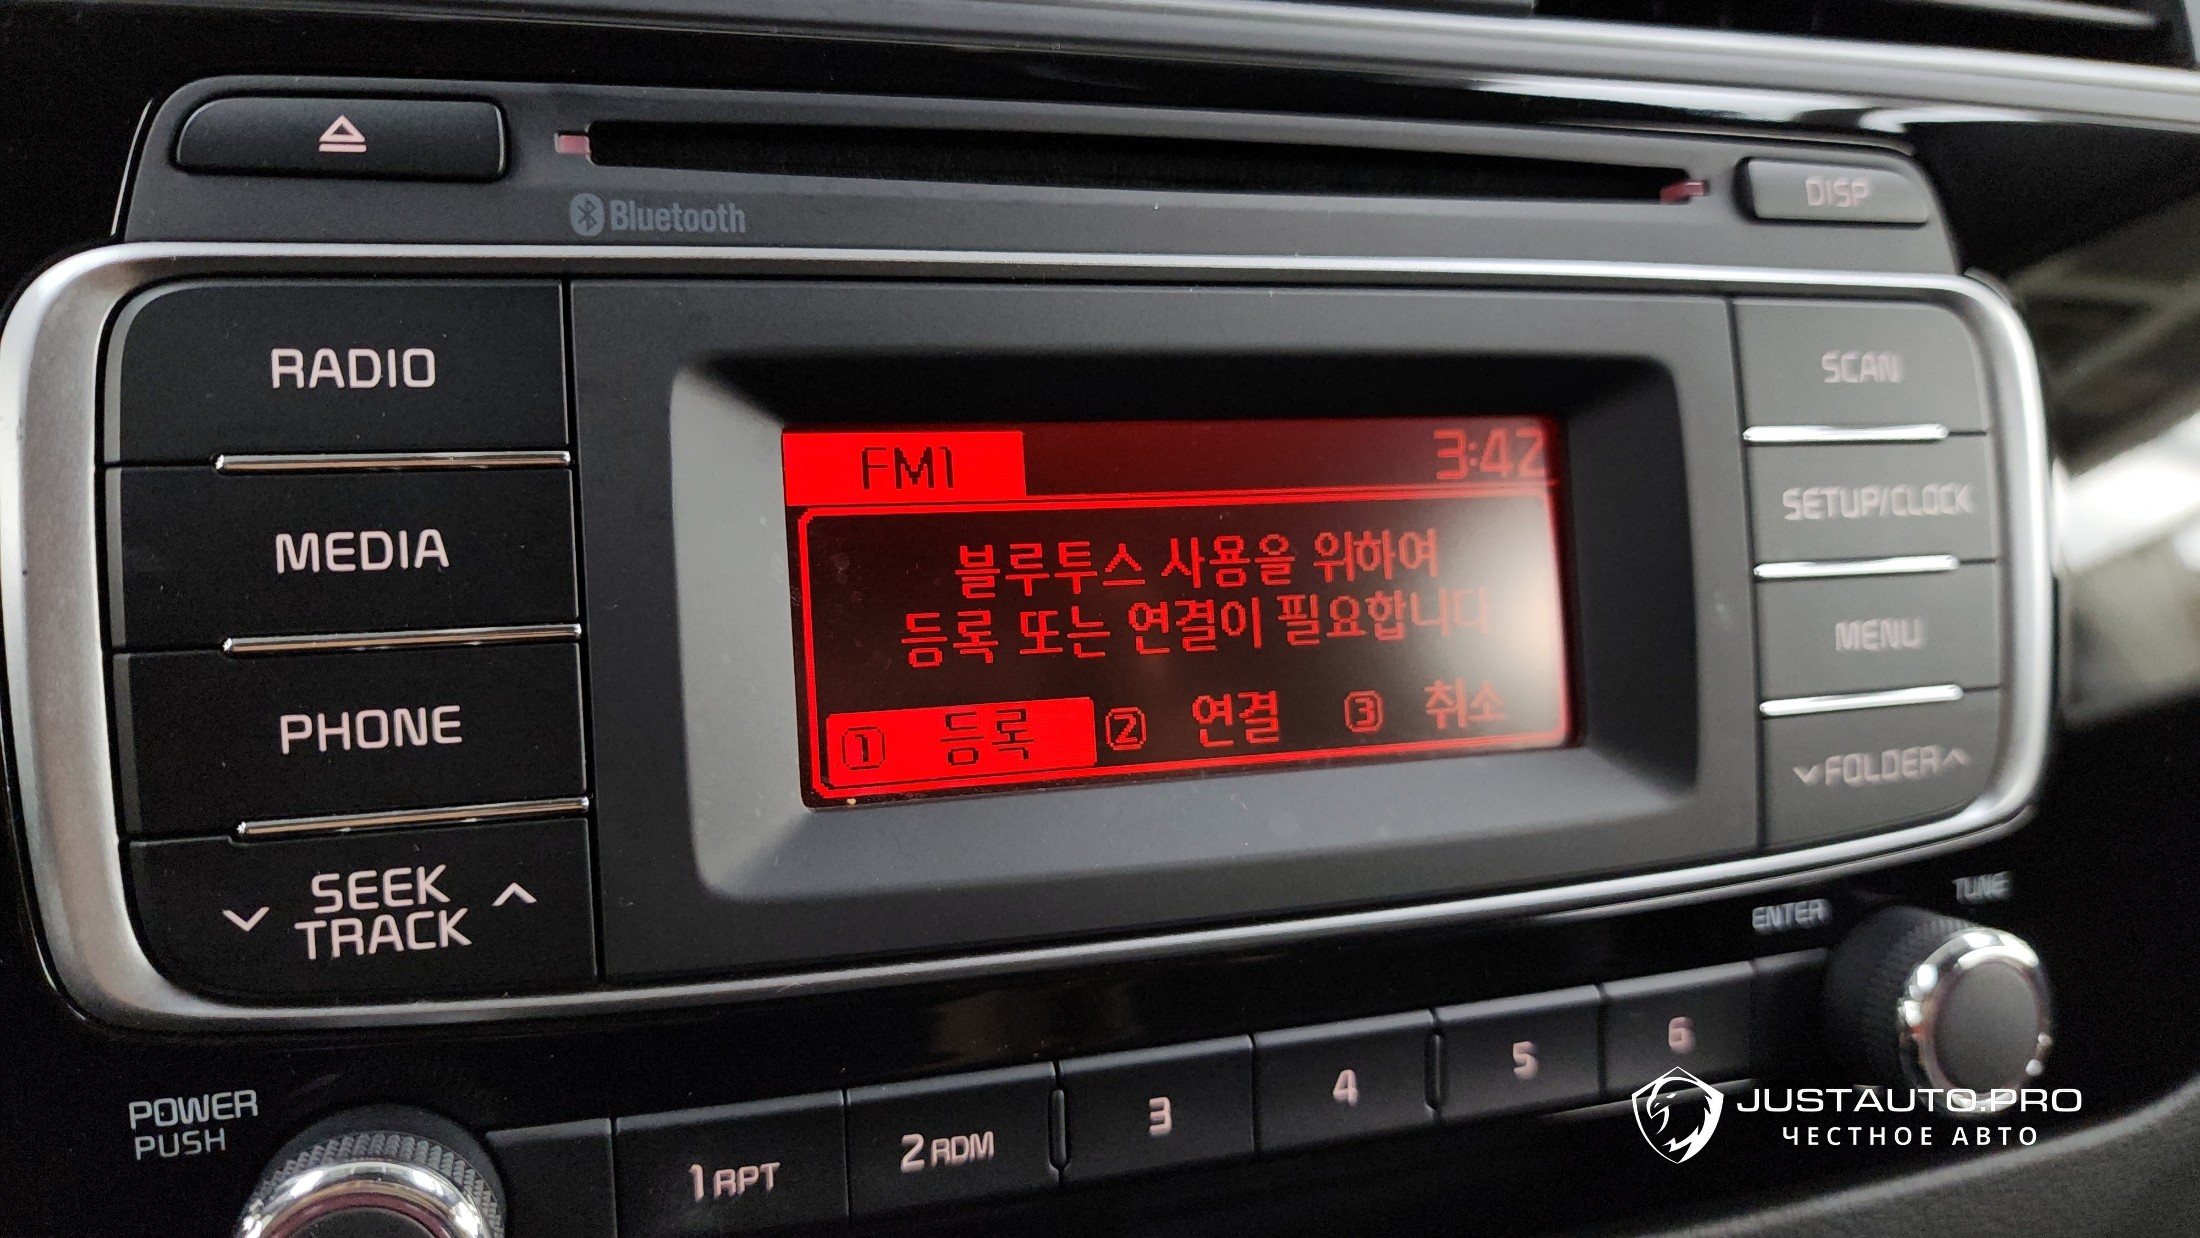 Bluetooth
DISP
RADIO
MEDIA
PHONE
SEEK
TRACK
FM1 3:42
블루투스 사용을 위하여
등록 또는 연결이 필요합니다
① 등록 ② 연결 ③ 취소
SCAN
SETUP/CLOCK
MENU
FOLDER
ENTER
TUNE
POWER
PUSH
1 RPT
2 RDM
3
4
5
6
JUSTAUTO.PRO
ЧЕСТНОЕ АВТО